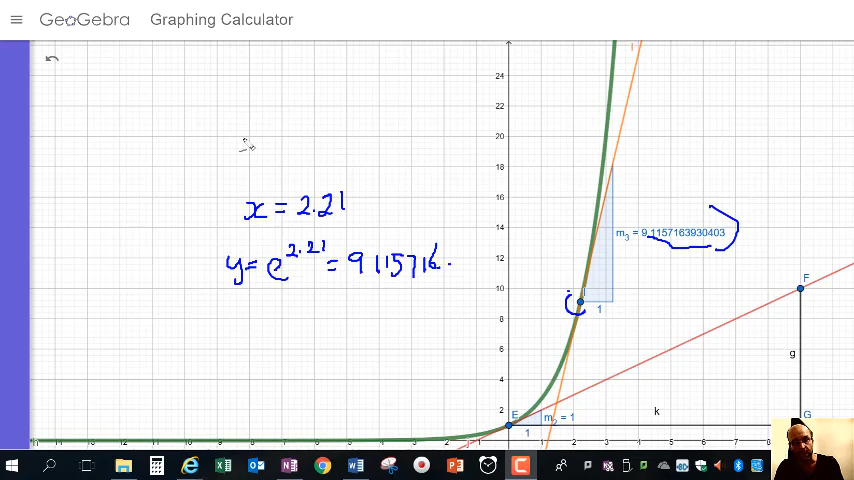 GeoGebra Graphing Calculator
24
22
20
18
16
14
12
10
8
6
4
2
x = 2.21
y = e^2.21 = 9 115716.
m3 = 9.1157163930403
1
F
g
k
G
E
m2 = 1
1